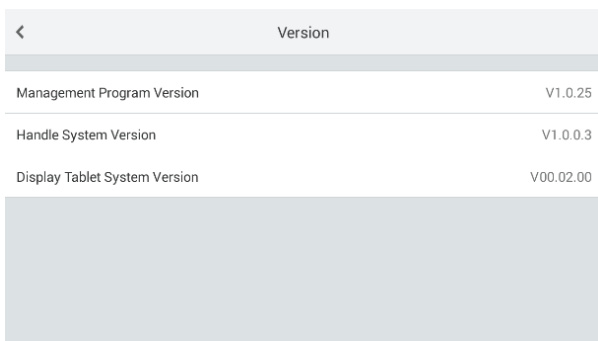 Version
Management Program Version V1.0.25
Handle System Version V1.0.0.3
Display Tablet System Version V00.02.00